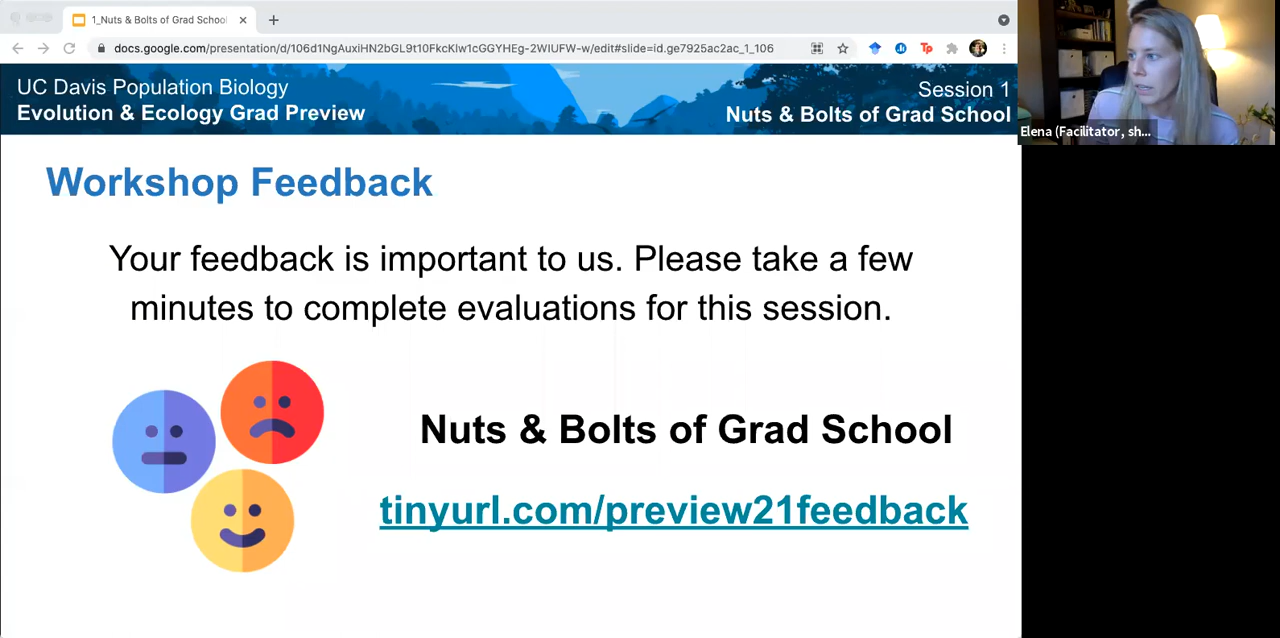 1_Nuts & Bolts of Grad School
docs.google.com/presentation/d/106d1NgAuxiHN2bGL9t10FkcKlw1cGGYHEg-2WIUFW-w/edit#slide=id.ge7925ac2ac_1_106
Tp
UC Davis Population Biology
Evolution & Ecology Grad Preview
Session 1
Nuts & Bolts of Grad School
Elena (Facilitator, sh...
Workshop Feedback
Your feedback is important to us. Please take a few
minutes to complete evaluations for this session.
Nuts & Bolts of Grad School
tinyurl.com/preview21feedback